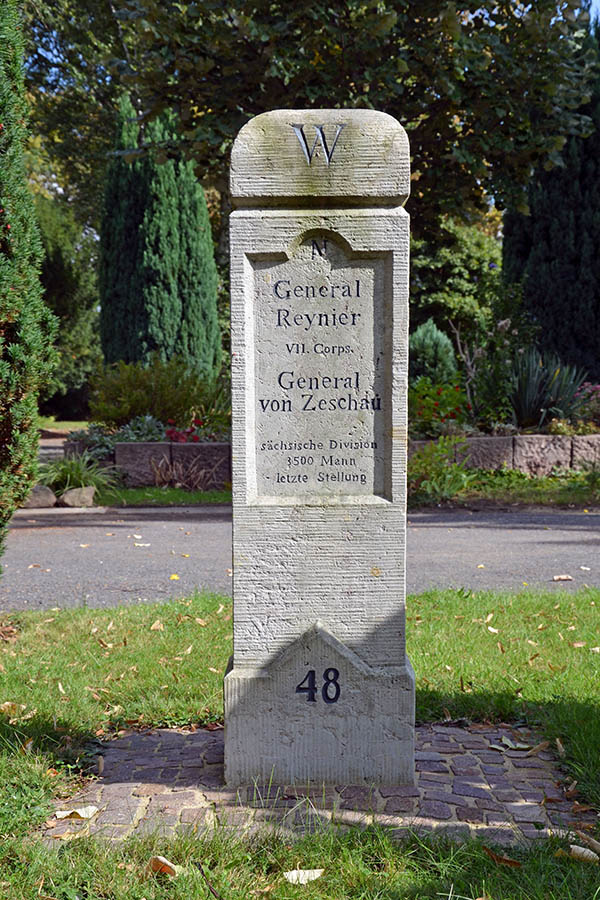 W
N
General
Reynier
VII. Corps.
General
von Zeschau
sächsische Division
3500 Mann
letzte Stellung
48